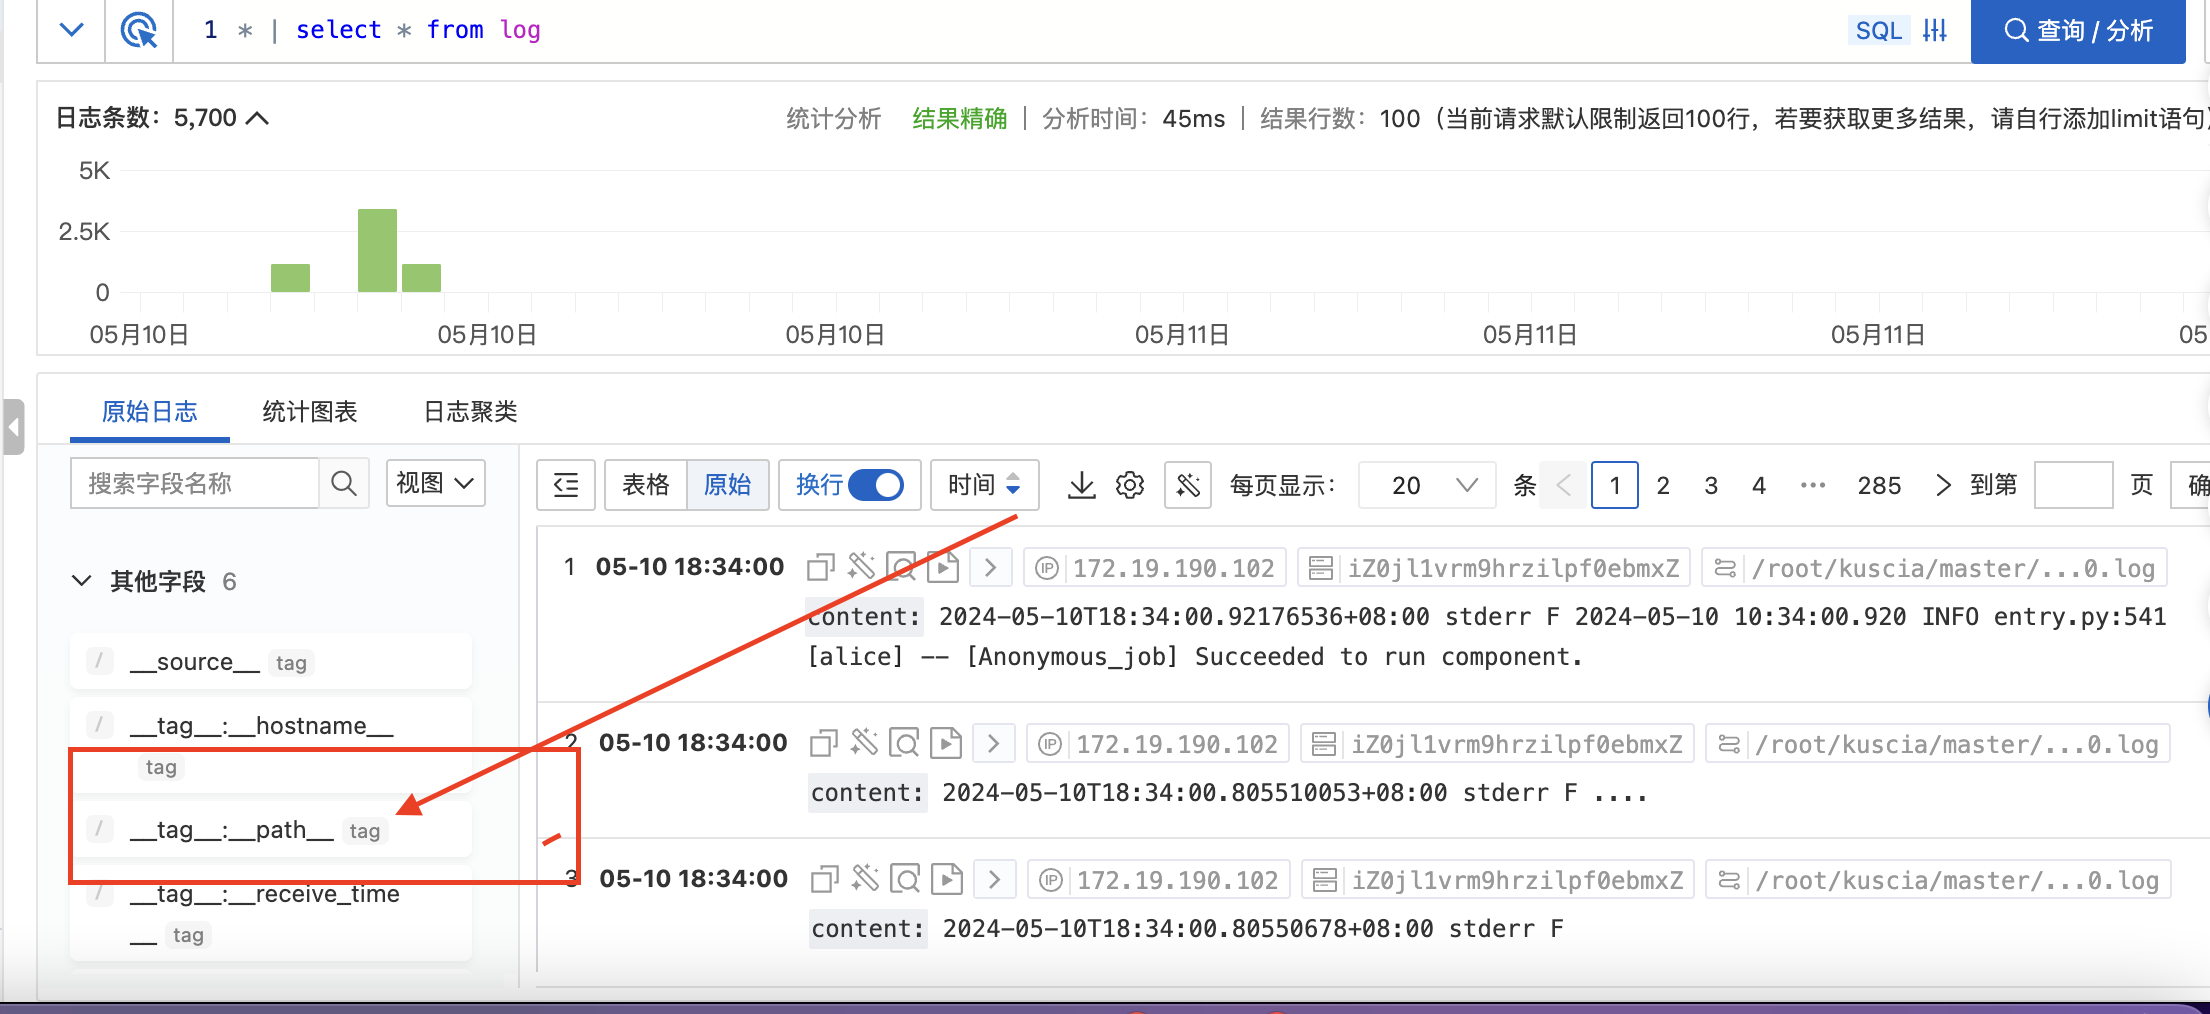 1 * | select * from log
SQL
查询 / 分析
日志条数：5,700
统计分析 结果精确 | 分析时间：45ms | 结果行数：100（当前请求默认限制返回100行，若要获取更多结果，请自行添加limit语句）
5K
2.5K
0
05月10日 05月10日 05月10日 05月11日 05月11日 05月11日 05
原始日志 统计图表 日志聚类
搜索字段名称 视图
表格 原始 换行 时间 每页显示： 20 条 1 2 3 4 ··· 285 到第 页 确
其他字段 6
__source__ tag
__tag__:__hostname__
tag
__tag__:__path__ tag
__tag__:__receive_time
__ tag
1 05-10 18:34:00 IP 172.19.190.102 iZ0jl1vrm9hrzilpf0ebmxZ /root/kuscia/master/...0.log
content: 2024-05-10T18:34:00.92176536+08:00 stderr F 2024-05-10 10:34:00.920 INFO entry.py:541
[alice] -- [Anonymous_job] Succeeded to run component.
2 05-10 18:34:00 IP 172.19.190.102 iZ0jl1vrm9hrzilpf0ebmxZ /root/kuscia/master/...0.log
content: 2024-05-10T18:34:00.805510053+08:00 stderr F ....
3 05-10 18:34:00 IP 172.19.190.102 iZ0jl1vrm9hrzilpf0ebmxZ /root/kuscia/master/...0.log
content: 2024-05-10T18:34:00.80550678+08:00 stderr F